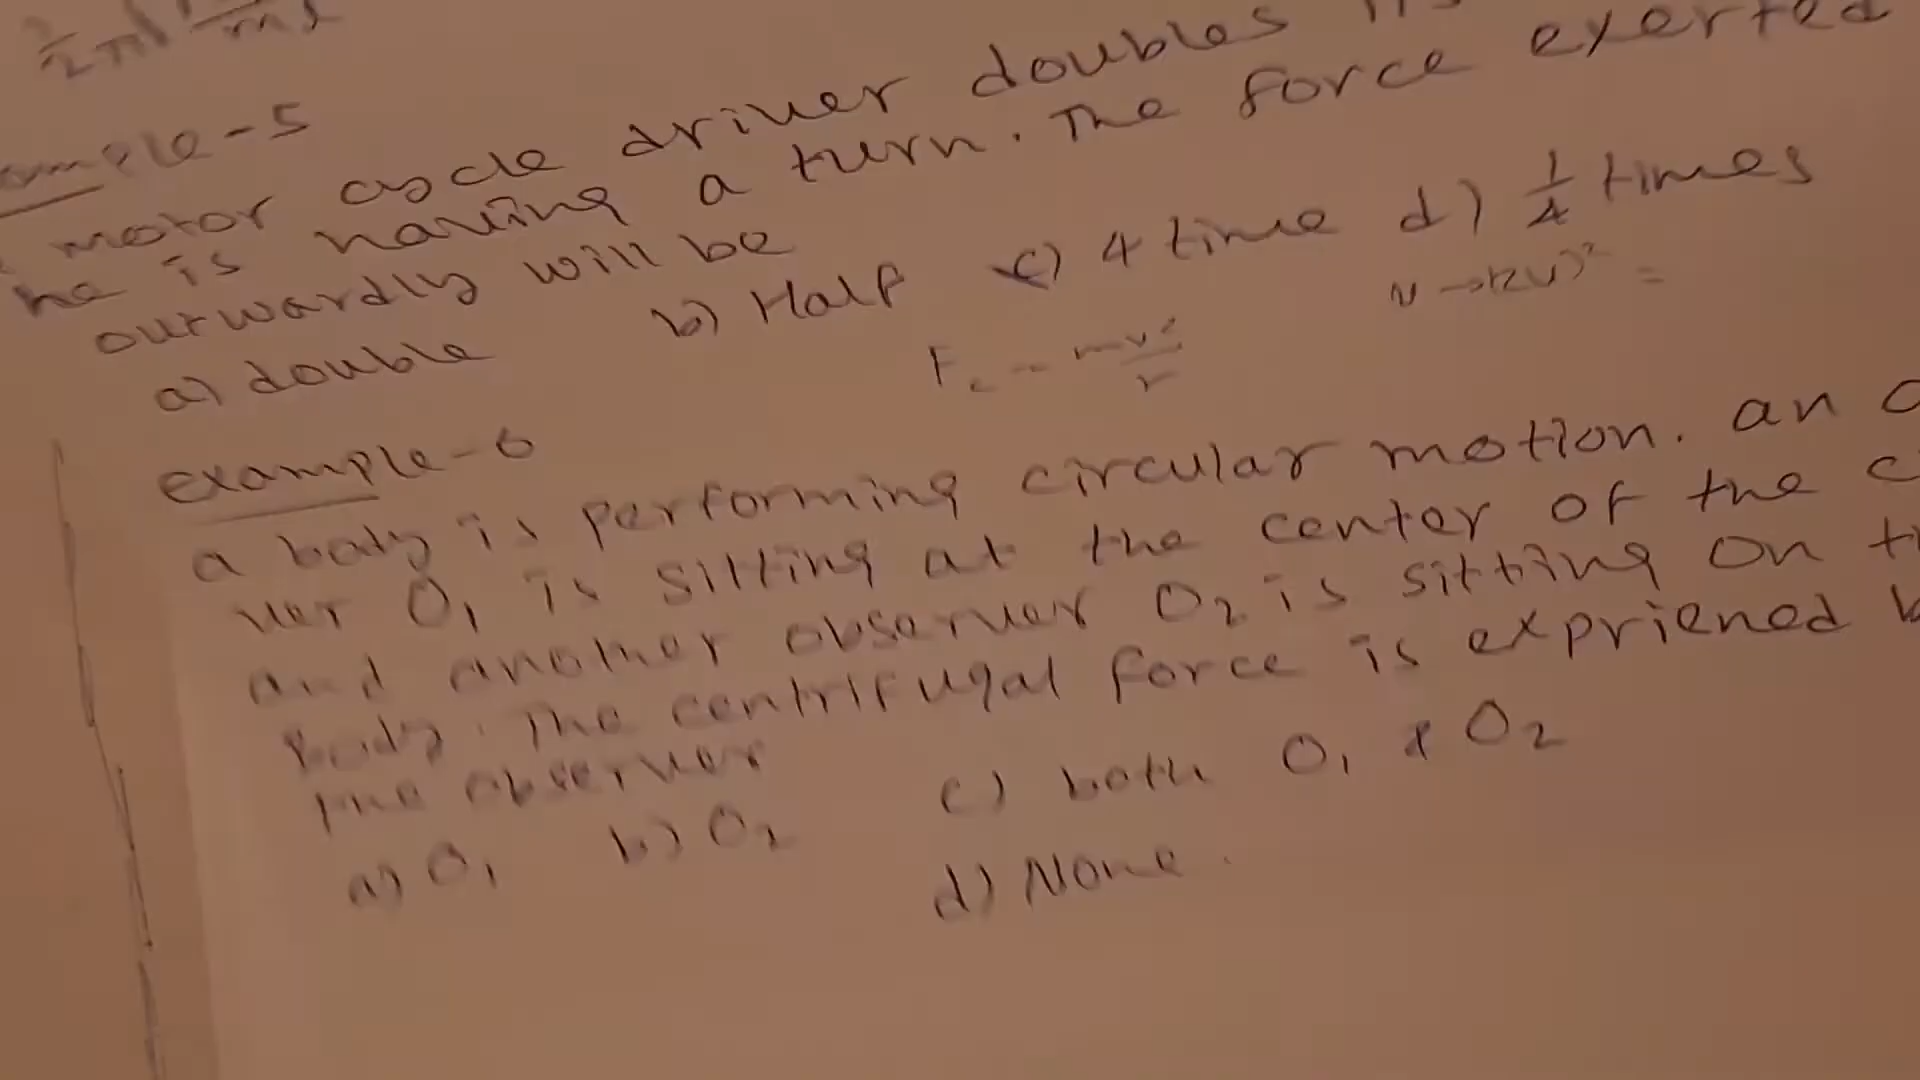 example-5
motor cycle driver doubles
he is having a turn. The force exerted
outwardly will be
a) double b) Half c) 4 time d) 1/4 times
F_c = mv²/r v → (2v)² =
example-6
a body is performing circular motion. an
ver O₁ is sitting at the center of the
and another observer O₂ is sitting on
body. The centrifugal force is expriened
the observer
a) O₁ b) O₂ c) both O₁ & O₂
d) None.